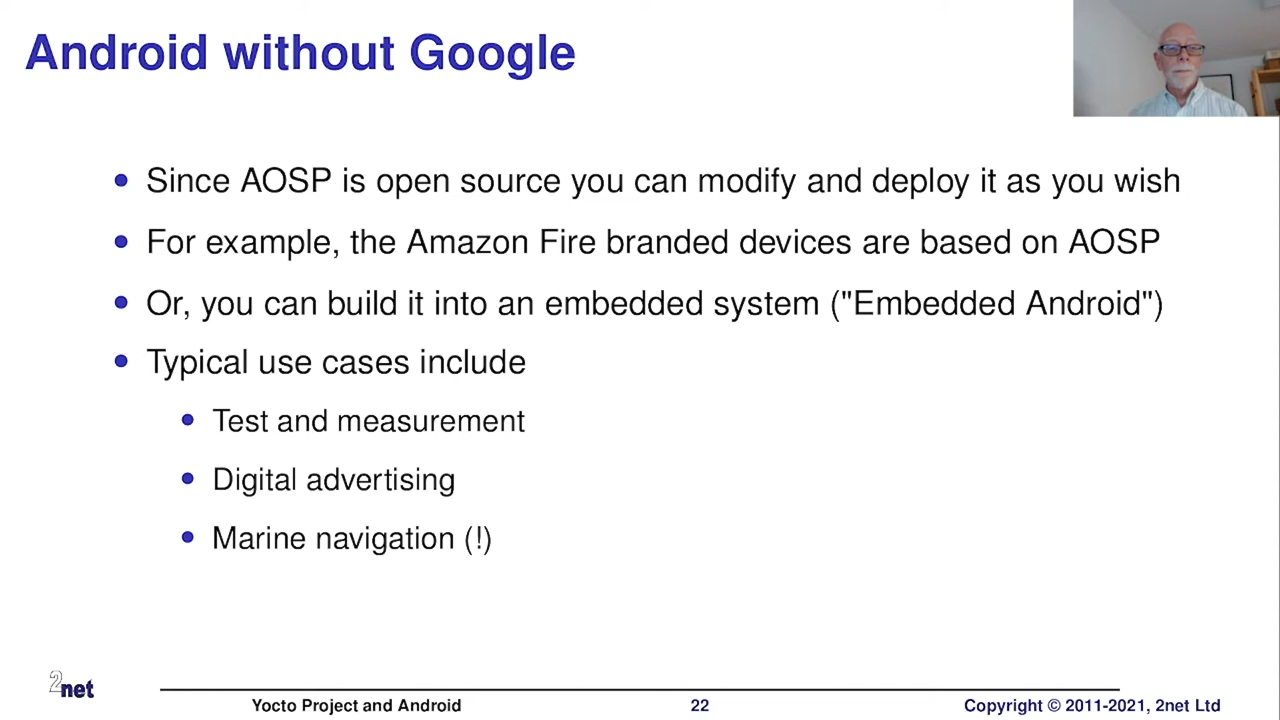 Android without Google
Since AOSP is open source you can modify and deploy it as you wish
For example, the Amazon Fire branded devices are based on AOSP
Or, you can build it into an embedded system ("Embedded Android")
Typical use cases include
Test and measurement
Digital advertising
Marine navigation (!)
2net
Yocto Project and Android
22
Copyright © 2011-2021, 2net Ltd